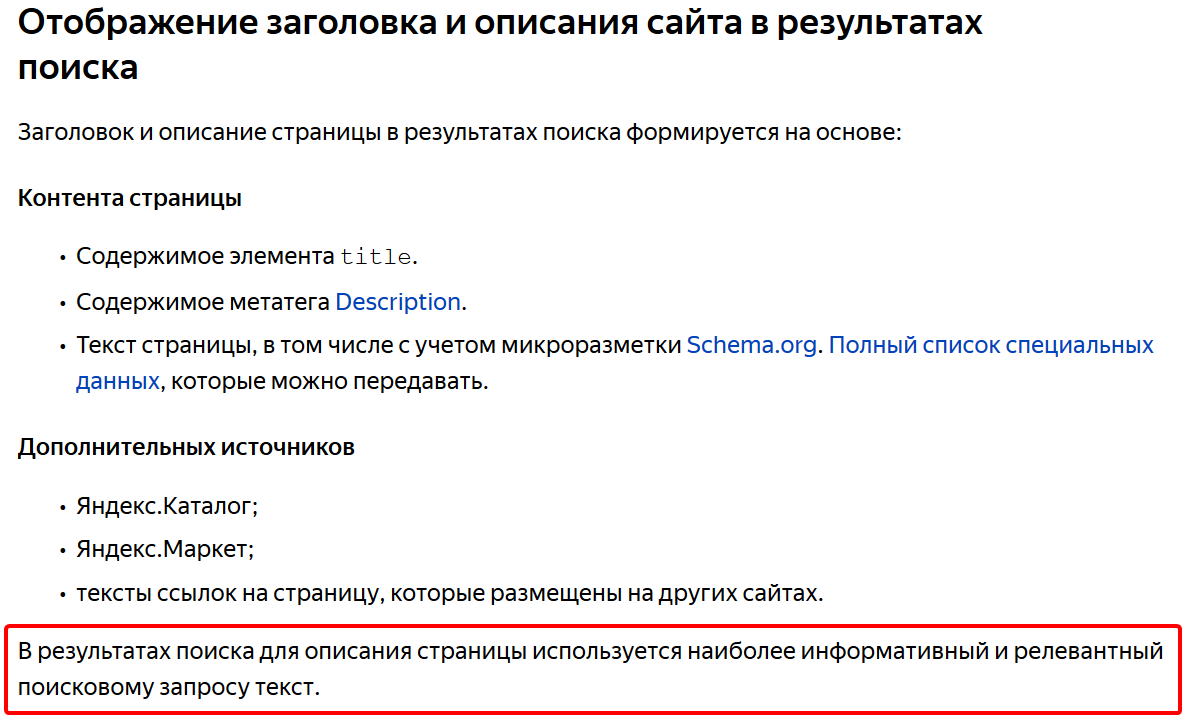 Отображение заголовка и описания сайта в результатах
поиска
Заголовок и описание страницы в результатах поиска формируется на основе:
Контента страницы
• Содержимое элемента title.
• Содержимое метатега Description.
• Текст страницы, в том числе с учетом микроразметки Schema.org. Полный список специальных
данных, которые можно передавать.
Дополнительных источников
• Яндекс.Каталог;
• Яндекс.Маркет;
• тексты ссылок на страницу, которые размещены на других сайтах.
В результатах поиска для описания страницы используется наиболее информативный и релевантный
поисковому запросу текст.